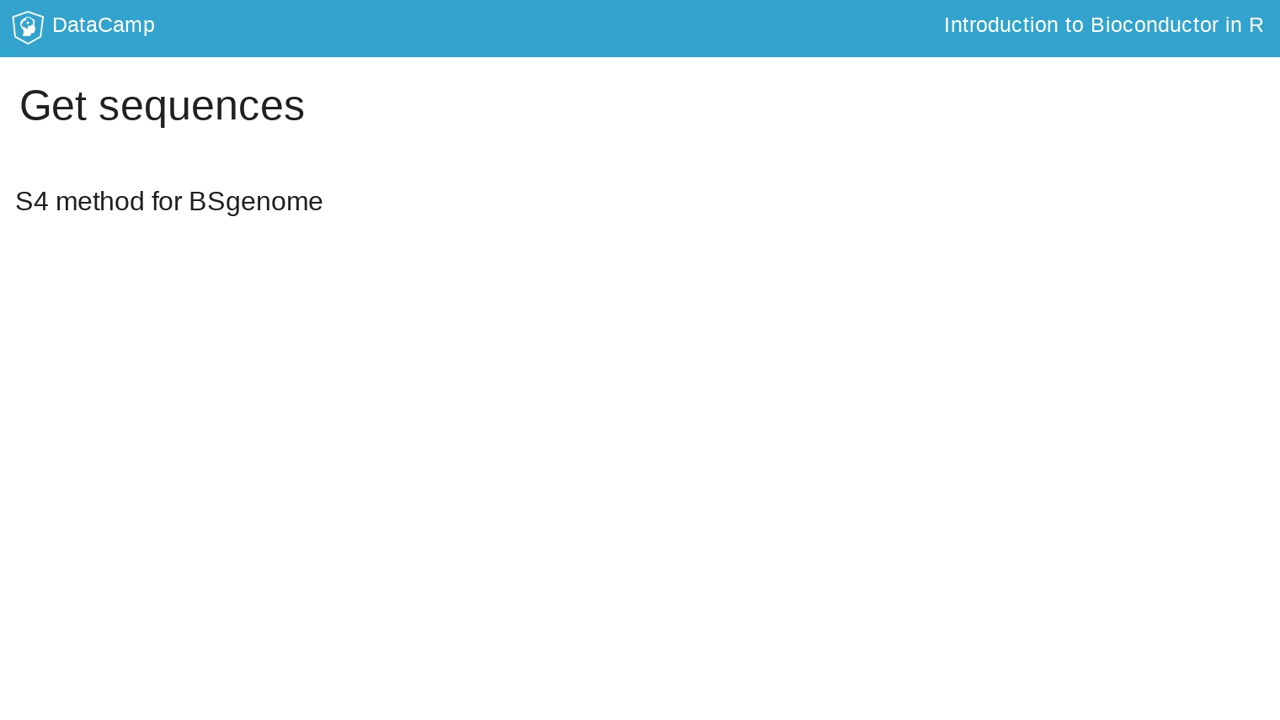 DataCamp
Introduction to Bioconductor in R
Get sequences
S4 method for BSgenome